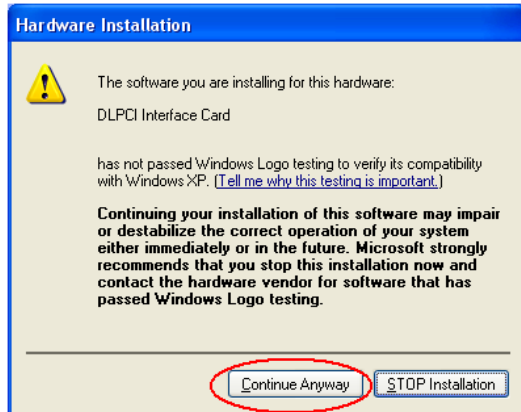 Hardware Installation
The software you are installing for this hardware:
DLPCI Interface Card
has not passed Windows Logo testing to verify its compatibility
with Windows XP. (Tell me why this testing is important.)
Continuing your installation of this software may impair
or destabilize the correct operation of your system
either immediately or in the future. Microsoft strongly
recommends that you stop this installation now and
contact the hardware vendor for software that has
passed Windows Logo testing.
Continue Anyway STOP Installation